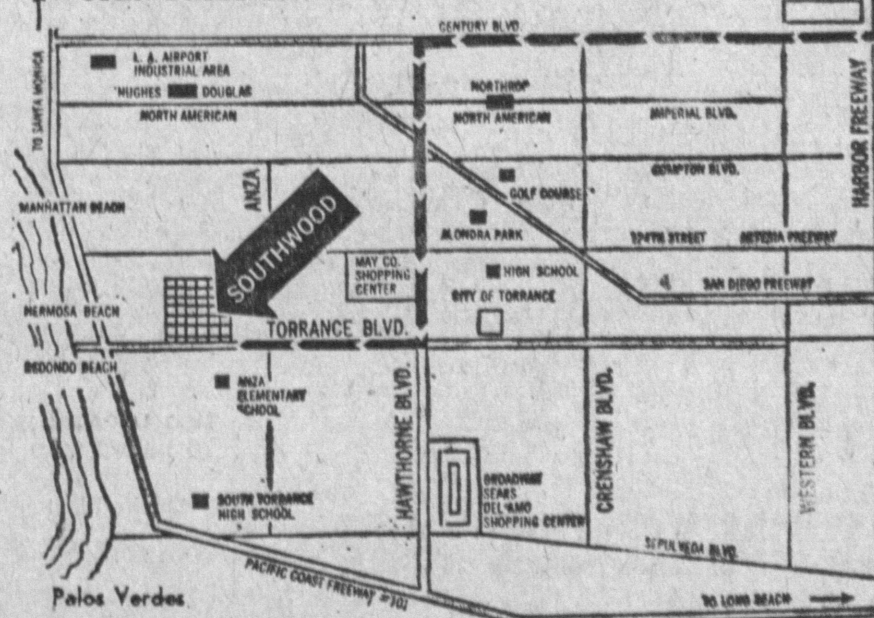 CENTURY BLVD.
TO SANTA MONICA
L. A. AIRPORT
INDUSTRIAL AREA
HUGHES DOUGLAS
NORTH AMERICAN
NORTHROP
NORTH AMERICAN
IMPERIAL BLVD.
HARBOR FREEWAY
COMPTON BLVD.
ANZA
GOLF COURSE
MANHATTAN BEACH
SOUTHWOOD
ALONDRA PARK
174TH STREET
ARTESIA FREEWAY
MAY CO.
SHOPPING
CENTER
HIGH SCHOOL
SAN DIEGO FREEWAY
CITY OF TORRANCE
HERMOSA BEACH
TORRANCE BLVD.
REDONDO BEACH
ANZA
ELEMENTARY
SCHOOL
HAWTHORNE BLVD.
CRENSHAW BLVD.
WESTERN BLVD.
BROADWAY
SEARS
DEL AMO
SHOPPING CENTER
SOUTH TORRANCE
HIGH SCHOOL
SEPULVEDA BLVD.
PACIFIC COAST FREEWAY #101
Palos Verdes
TO LONG BEACH